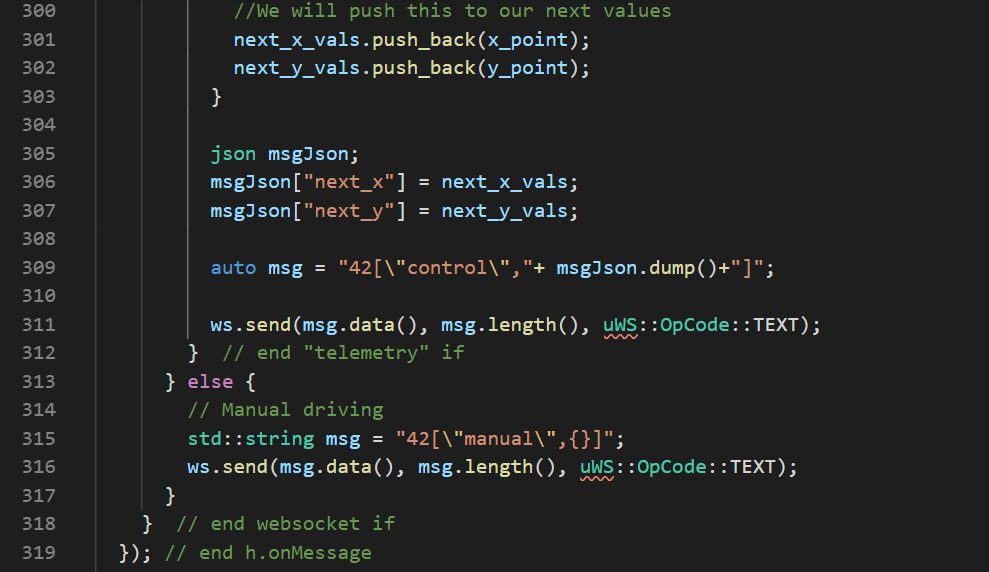 300 //We will push this to our next values
301 next_x_vals.push_back(x_point);
302 next_y_vals.push_back(y_point);
303 }
304
305 json msgJson;
306 msgJson["next_x"] = next_x_vals;
307 msgJson["next_y"] = next_y_vals;
308
309 auto msg = "42[\"control\","+ msgJson.dump()+"]";
310
311 ws.send(msg.data(), msg.length(), uWS::OpCode::TEXT);
312 }  // end "telemetry" if
313 } else {
314 // Manual driving
315 std::string msg = "42[\"manual\",{}]";
316 ws.send(msg.data(), msg.length(), uWS::OpCode::TEXT);
317 }
318 }  // end websocket if
319 }); // end h.onMessage